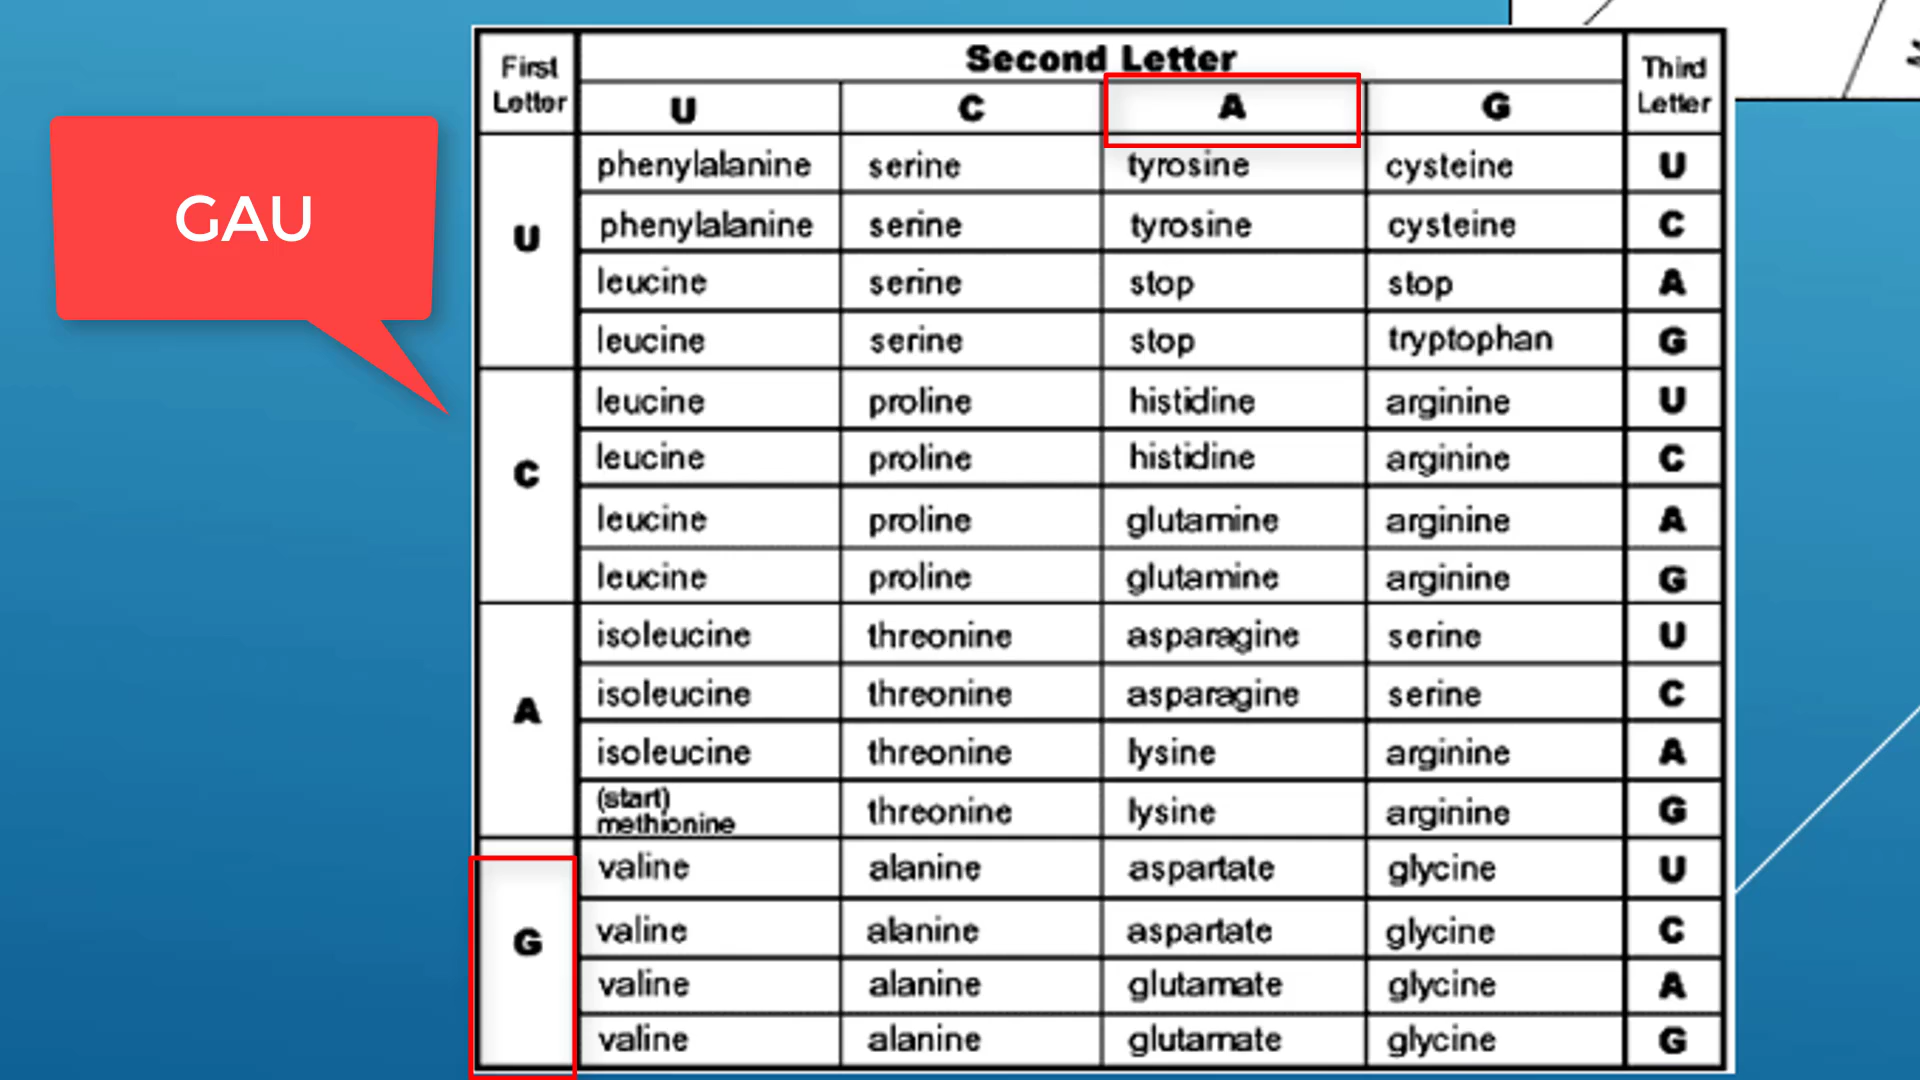 GAU
First Letter Second Letter Third Letter
U C A G
U phenylalanine serine tyrosine cysteine U
phenylalanine serine tyrosine cysteine C
leucine serine stop stop A
leucine serine stop tryptophan G
C leucine proline histidine arginine U
leucine proline histidine arginine C
leucine proline glutamine arginine A
leucine proline glutamine arginine G
A isoleucine threonine asparagine serine U
isoleucine threonine asparagine serine C
isoleucine threonine lysine arginine A
(start) methionine threonine lysine arginine G
G valine alanine aspartate glycine U
valine alanine aspartate glycine C
valine alanine glutamate glycine A
valine alanine glutamate glycine G